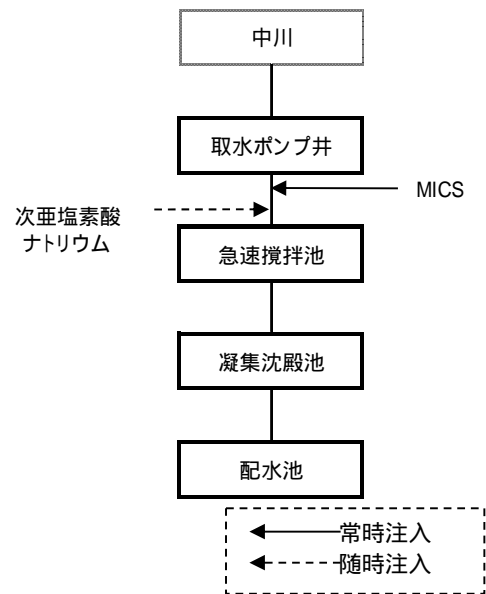 中川
取水ポンプ井
MICS
次亜塩素酸
ナトリウム
急速撹拌池
凝集沈殿池
配水池
常時注入
随時注入